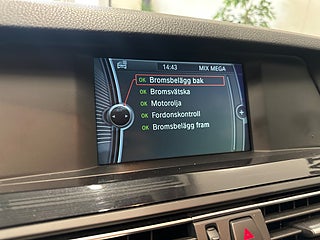 14:43 MIX MEGA
OK Bromsbelägg bak
OK Bromsvätska
OK Motorolja
OK Fordonskontroll
OK Bromsbelägg fram